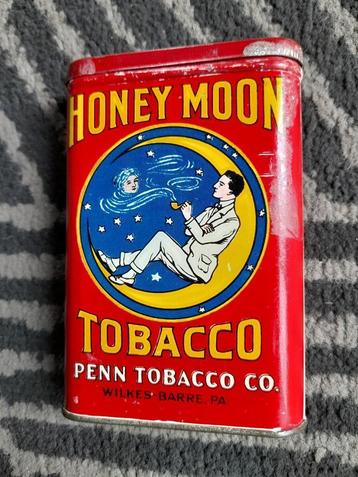 HONEY MOON
TOBACCO
PENN TOBACCO CO.
WILKES-BARRE, PA